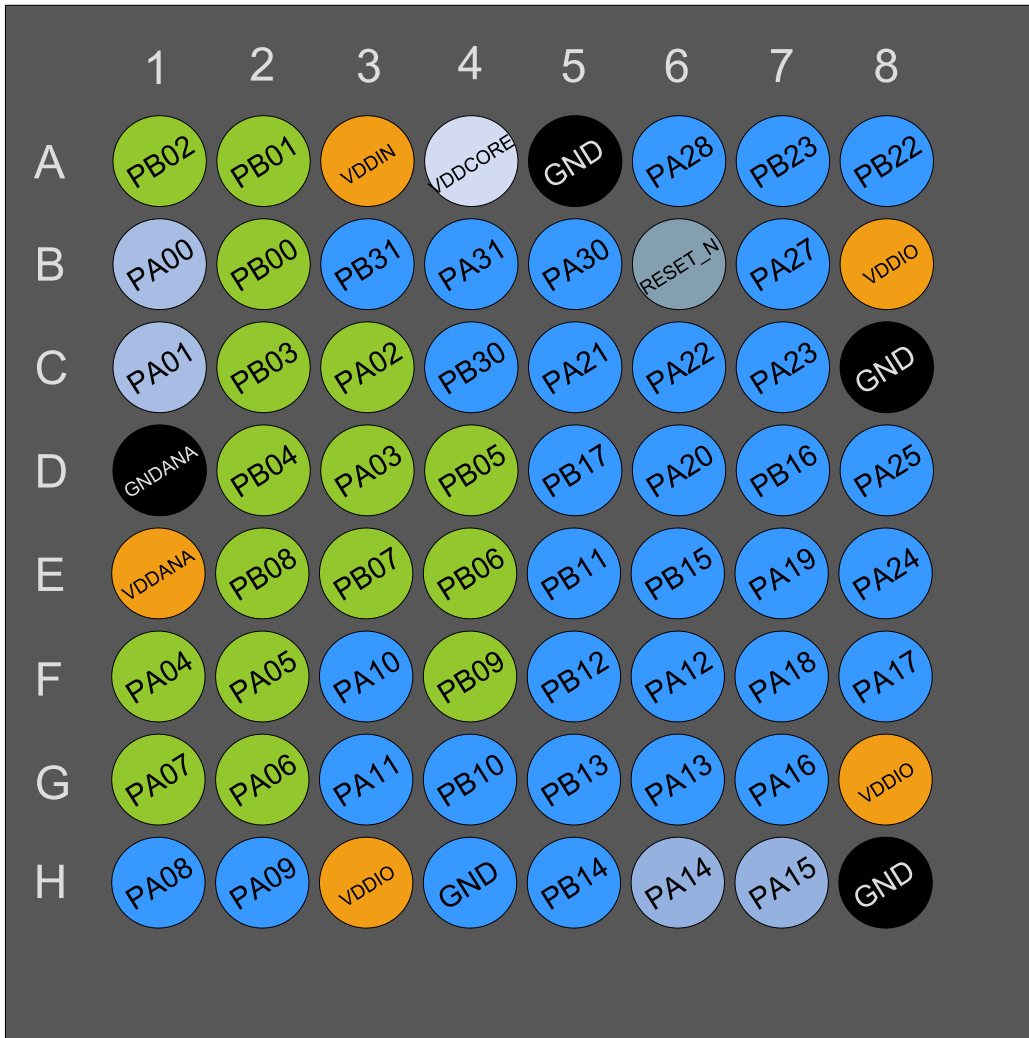 1 2 3 4 5 6 7 8
A PB02 PB01 VDDIN VDDCORE GND PA28 PB23 PB22
B PA00 PB00 PB31 PA31 PA30 RESET_N PA27 VDDIO
C PA01 PB03 PA02 PB30 PA21 PA22 PA23 GND
D GNDANA PB04 PA03 PB05 PB17 PA20 PB16 PA25
E VDDANA PB08 PB07 PB06 PB11 PB15 PA19 PA24
F PA04 PA05 PA10 PB09 PB12 PA12 PA18 PA17
G PA07 PA06 PA11 PB10 PB13 PA13 PA16 VDDIO
H PA08 PA09 VDDIO GND PB14 PA14 PA15 GND